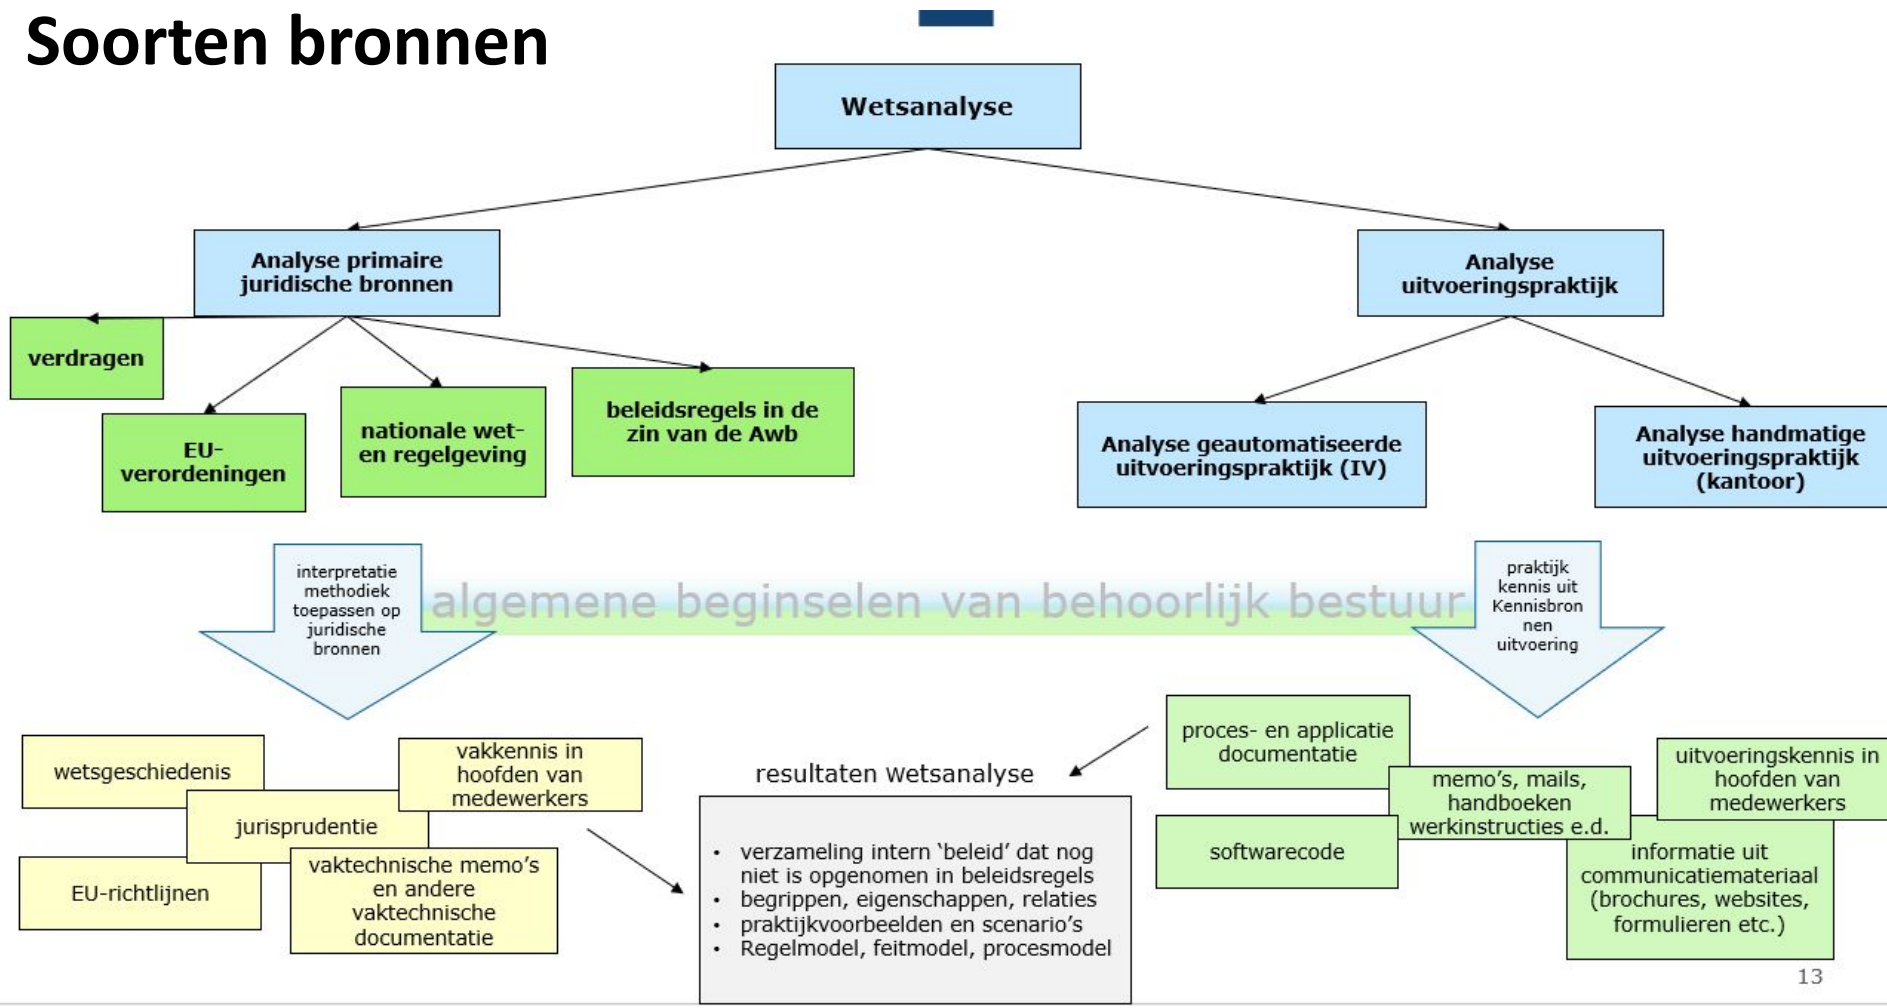 Soorten bronnen
Wetsanalyse
Analyse primaire
juridische bronnen
Analyse
uitvoeringspraktijk
verdragen
EU-
verordeningen
nationale wet-
en regelgeving
beleidsregels in de
zin van de Awb
Analyse geautomatiseerde
uitvoeringspraktijk (IV)
Analyse handmatige
uitvoeringspraktijk
(kantoor)
interpretatie
methodiek
toepassen op
juridische
bronnen
algemene beginselen van behoorlijk bestuur
praktijk
kennis uit
Kennisbron
nen
uitvoering
wetsgeschiedenis
vakkennis in
hoofden van
medewerkers
jurisprudentie
EU-richtlijnen
vaktechnische memo's
en andere
vaktechnische
documentatie
resultaten wetsanalyse
• verzameling intern ‘beleid’ dat nog
niet is opgenomen in beleidsregels
• begrippen, eigenschappen, relaties
• praktijkvoorbeelden en scenario’s
• Regelmodel, feitmodel, procesmodel
proces- en applicatie
documentatie
memo’s, mails,
handboeken
werkinstructies e.d.
uitvoeringskennis in
hoofden van
medewerkers
softwarecode
informatie uit
communicatiemateriaal
(brochures, websites,
formulieren etc.)
13